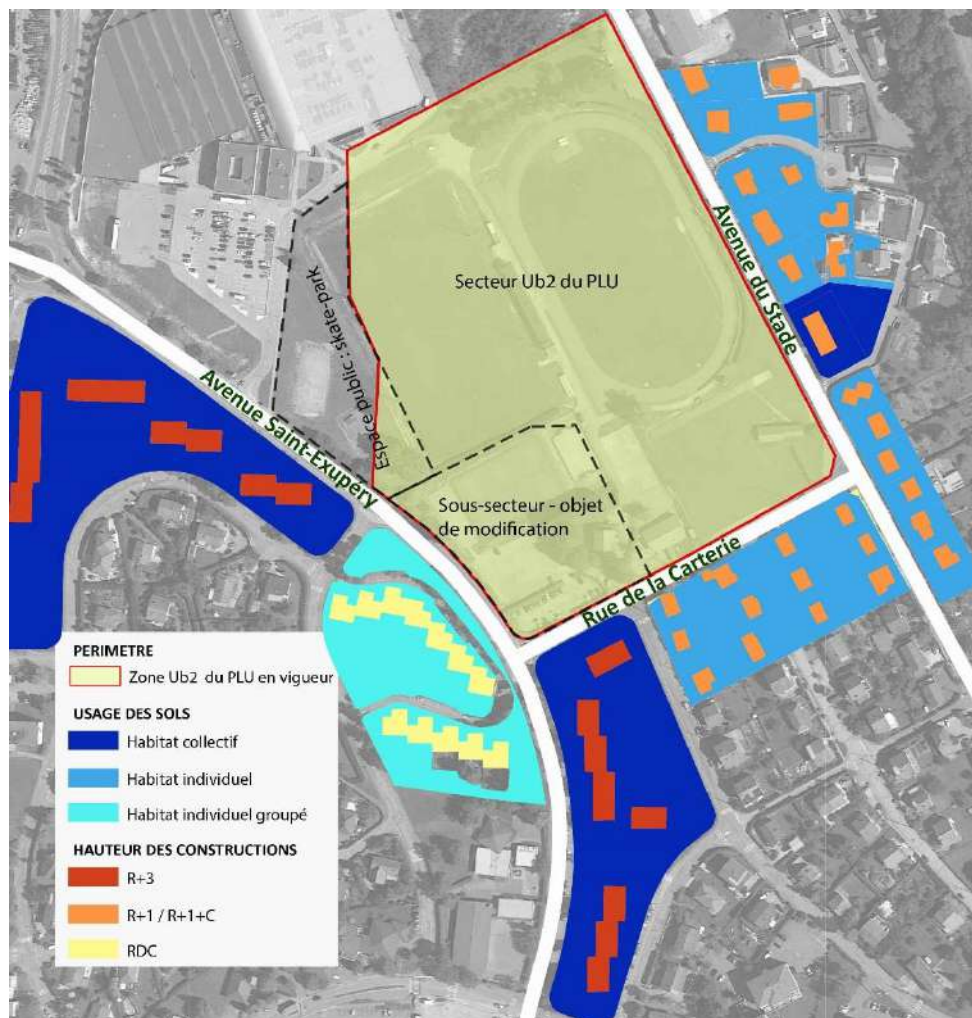 Secteur Ub2 du PLU
Avenue du Stade
Espace public : skate-park
Avenue Saint-Exupéry
Sous-secteur - objet
de modification
Rue de la Carterie
PERIMETRE
Zone Ub2 du PLU en vigueur
USAGE DES SOLS
Habitat collectif
Habitat individuel
Habitat individuel groupé
HAUTEUR DES CONSTRUCTIONS
R+3
R+1 / R+1+C
RDC